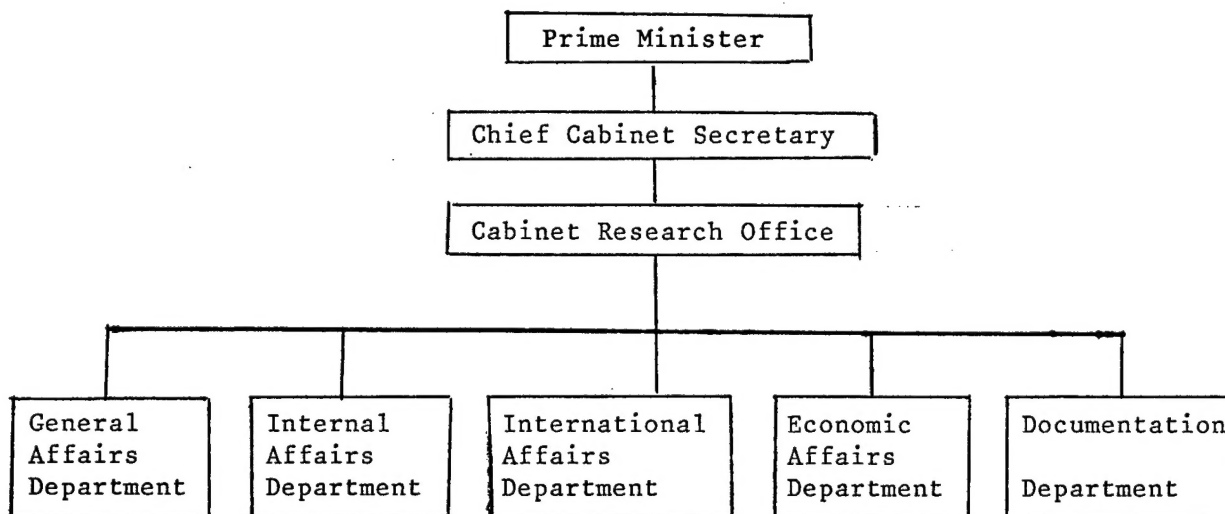 Prime Minister
Chief Cabinet Secretary
Cabinet Research Office
General
Affairs
Department
Internal
Affairs
Department
International
Affairs
Department
Economic
Affairs
Department
Documentation
Department